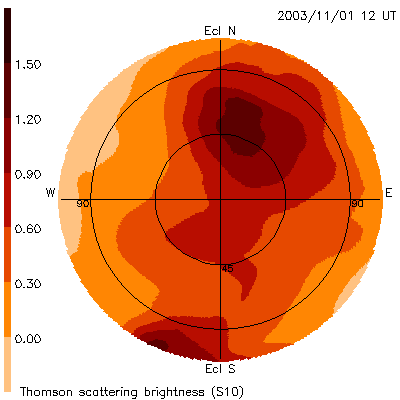 2003/11/01 12 UT
Ecl N
1.50
1.20
0.90
W 90 90 E
0.60
45
0.30
0.00
Ecl S
Thomson scattering brightness (S10)